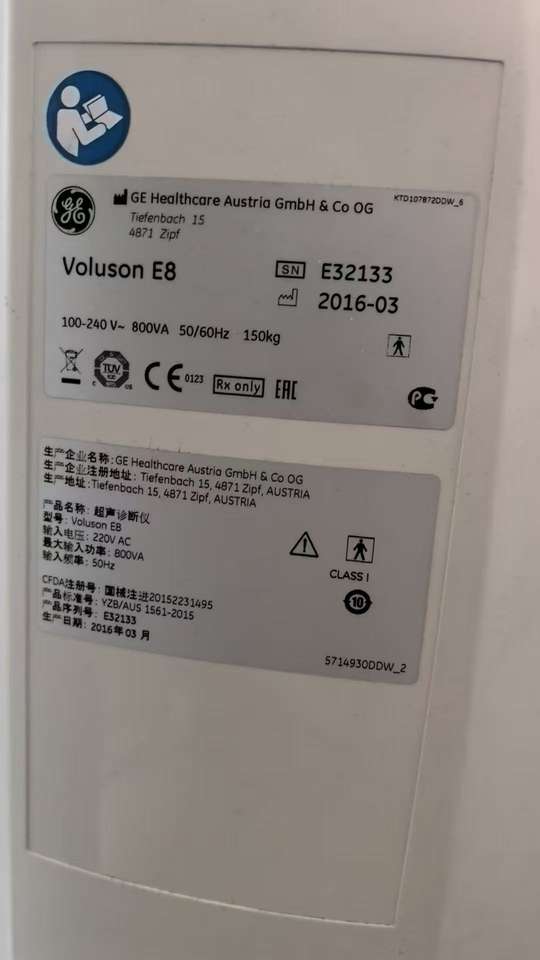 GE Healthcare Austria GmbH & Co OG
KTD107872DDW_6
Tiefenbach 15
4871 Zipf
Voluson E8
SN E32133
2016-03
100-240 V~ 800VA 50/60Hz 150kg
TÜV
C US
CE 0123
Rx only
EAC
生产企业名称: GE Healthcare Austria GmbH & Co OG
生产企业注册地址: Tiefenbach 15, 4871 Zipf, AUSTRIA
生产地址: Tiefenbach 15, 4871 Zipf, AUSTRIA
产品名称: 超声诊断仪
型号: Voluson E8
输入电压: 220V AC
最大输入功率: 800VA
输入频率: 50Hz
CLASS I
10
CFDA注册号: 国械注进20152231495
产品标准号: YZB/AUS 1561-2015
产品序列号: E32133
生产日期: 2016年03月
5714930DDW_2